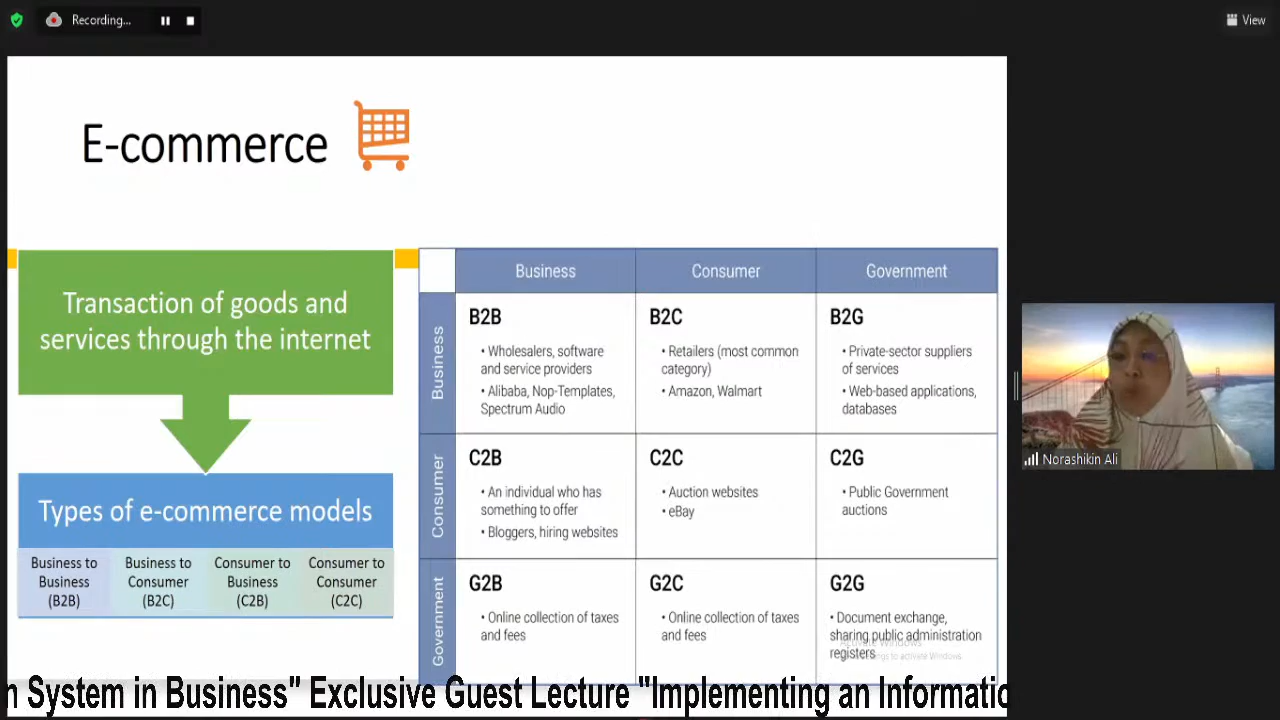 Recording...
View
E-commerce
Transaction of goods and
services through the internet
Types of e-commerce models
Business to
Business
(B2B)
Business to
Consumer
(B2C)
Consumer to
Business
(C2B)
Consumer to
Consumer
(C2C)
Business
Consumer
Government
Business
B2B
• Wholesalers, software
and service providers
• Alibaba, Nop-Templates,
Spectrum Audio
B2C
• Retailers (most common
category)
• Amazon, Walmart
B2G
• Private-sector suppliers
of services
• Web-based applications,
databases
Consumer
C2B
• An individual who has
something to offer
• Bloggers, hiring websites
C2C
• Auction websites
• eBay
C2G
• Public Government
auctions
Government
G2B
• Online collection of taxes
and fees
G2C
• Online collection of taxes
and fees
G2G
• Document exchange,
sharing public administration
registers
Activate Windows
to activate Windows.
Norashikin Ali
n System in Business" Exclusive Guest Lecture "Implementing an Informatio